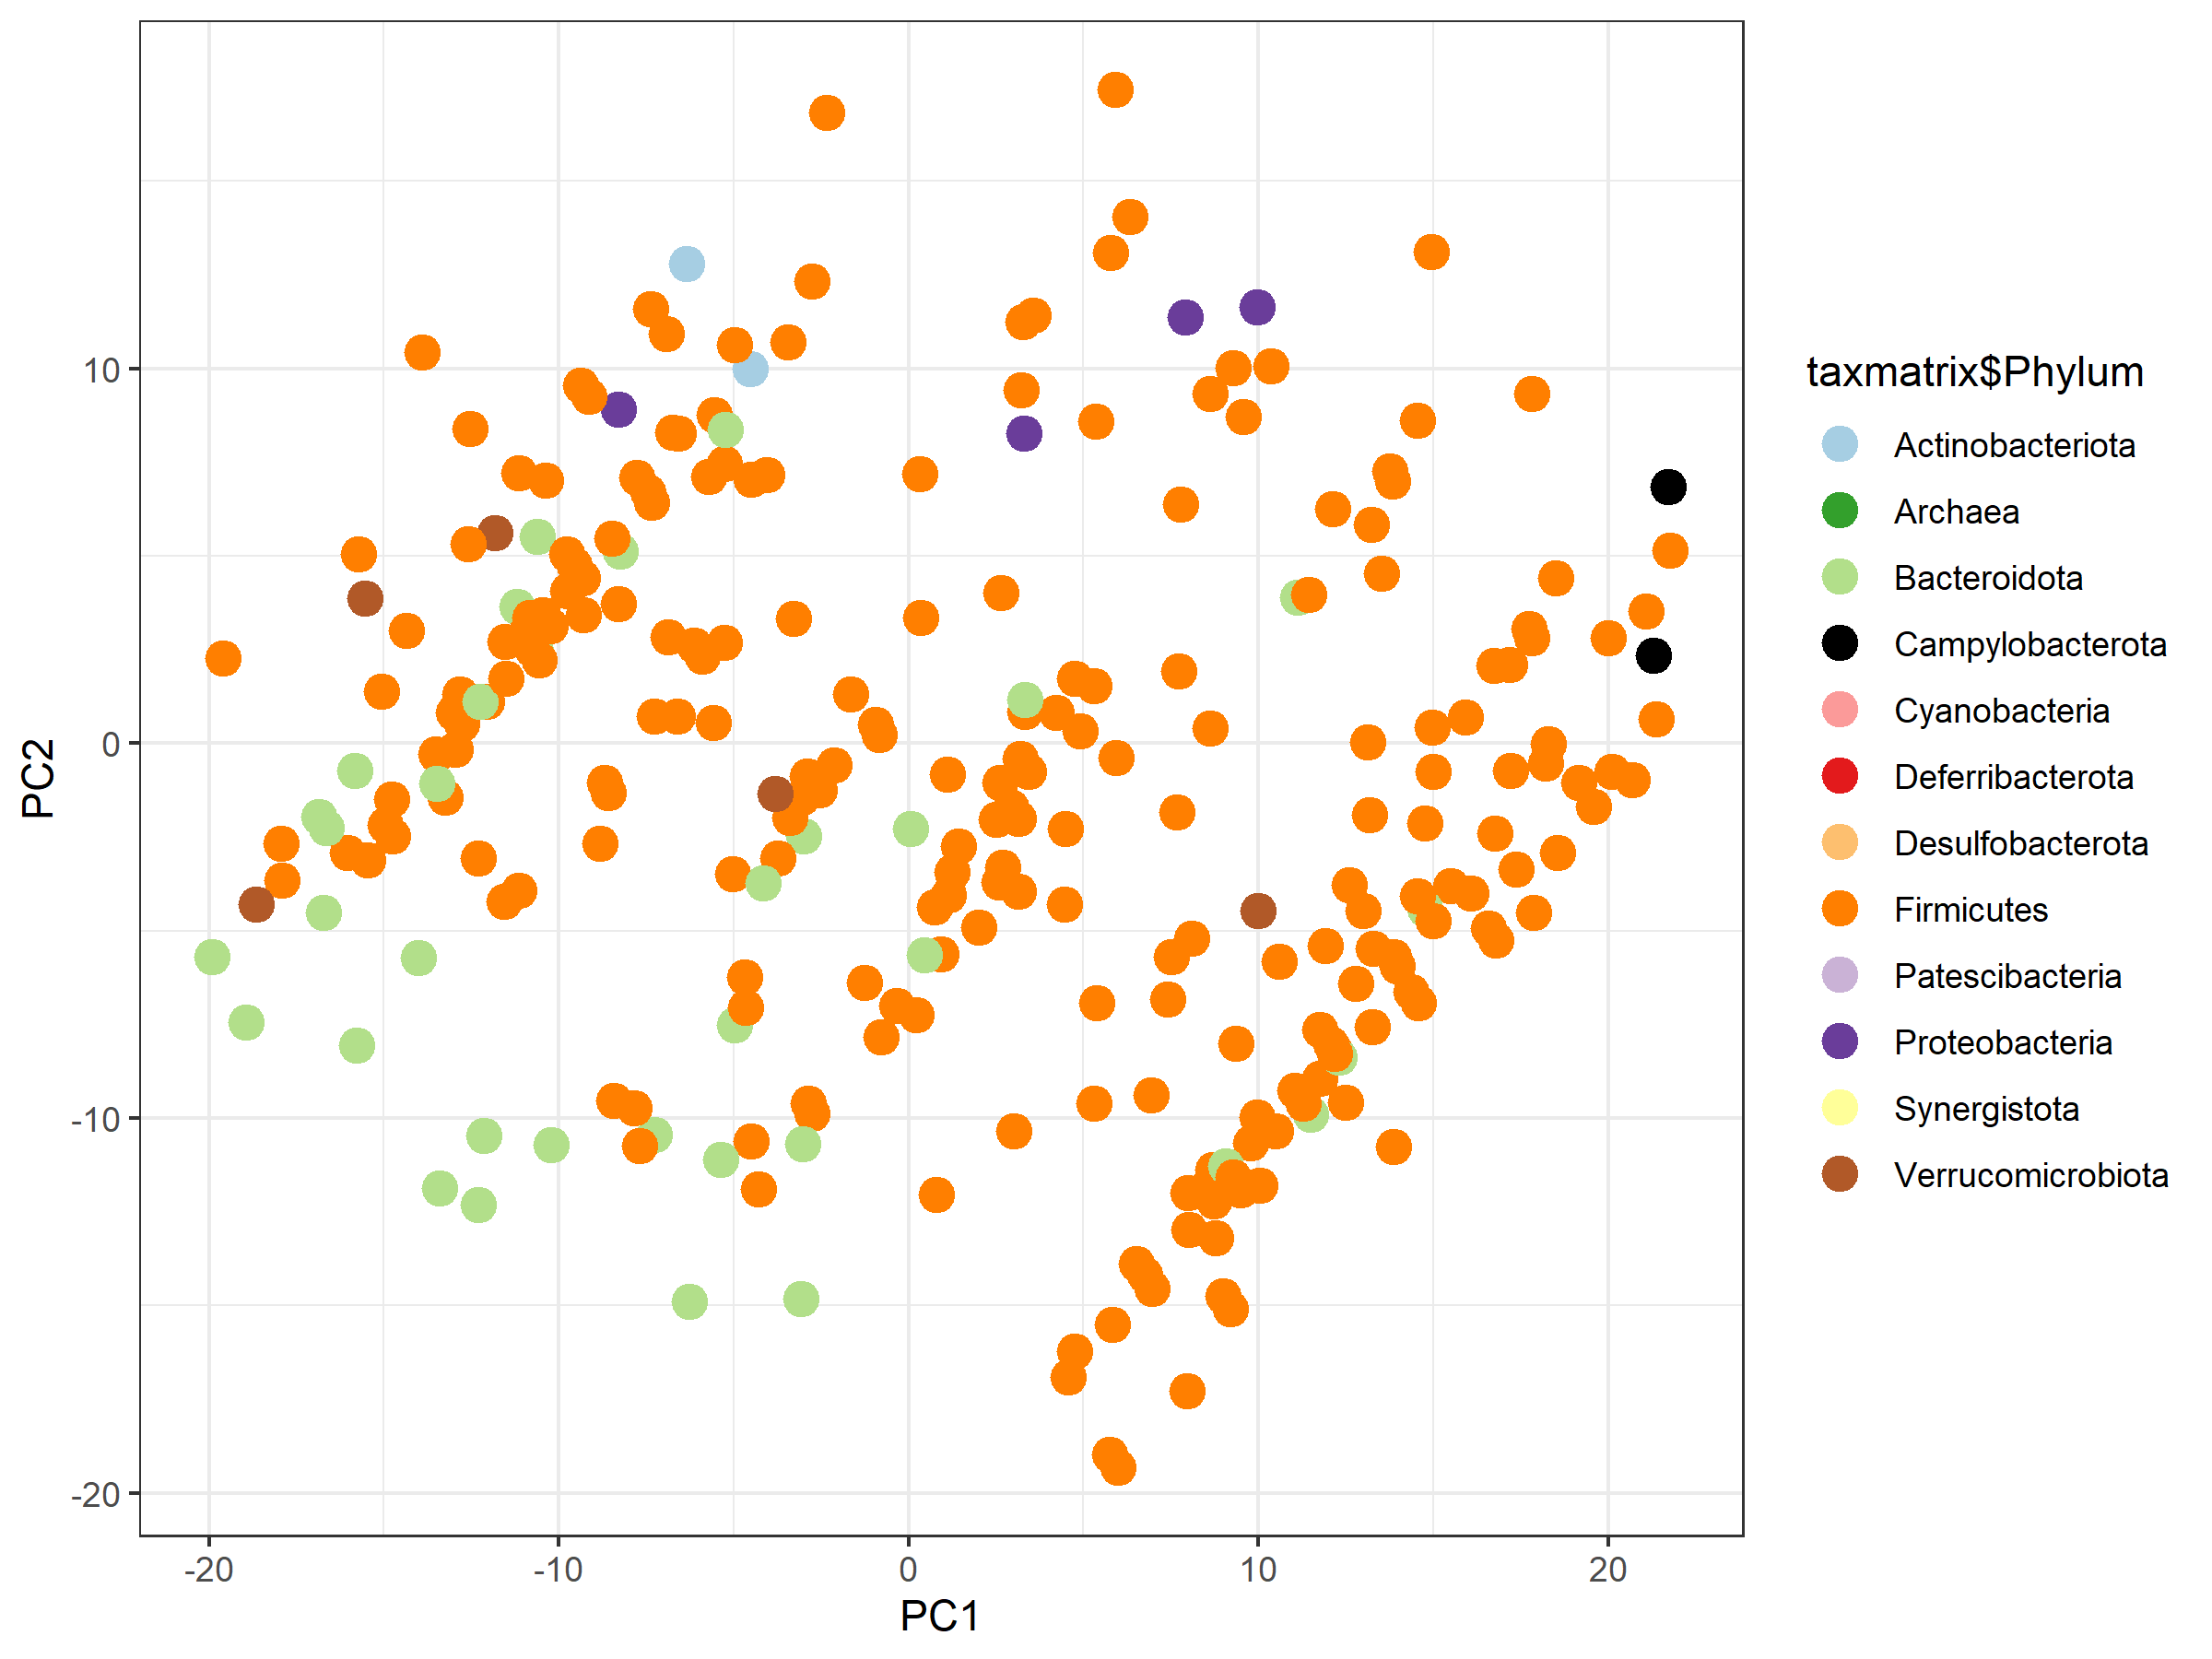 10
0
-10
-20
PC2
-20
-10
0
10
20
PC1
taxmatrix$Phylum
Actinobacteriota
Archaea
Bacteroidota
Campylobacterota
Cyanobacteria
Deferribacterota
Desulfobacterota
Firmicutes
Patescibacteria
Proteobacteria
Synergistota
Verrucomicrobiota